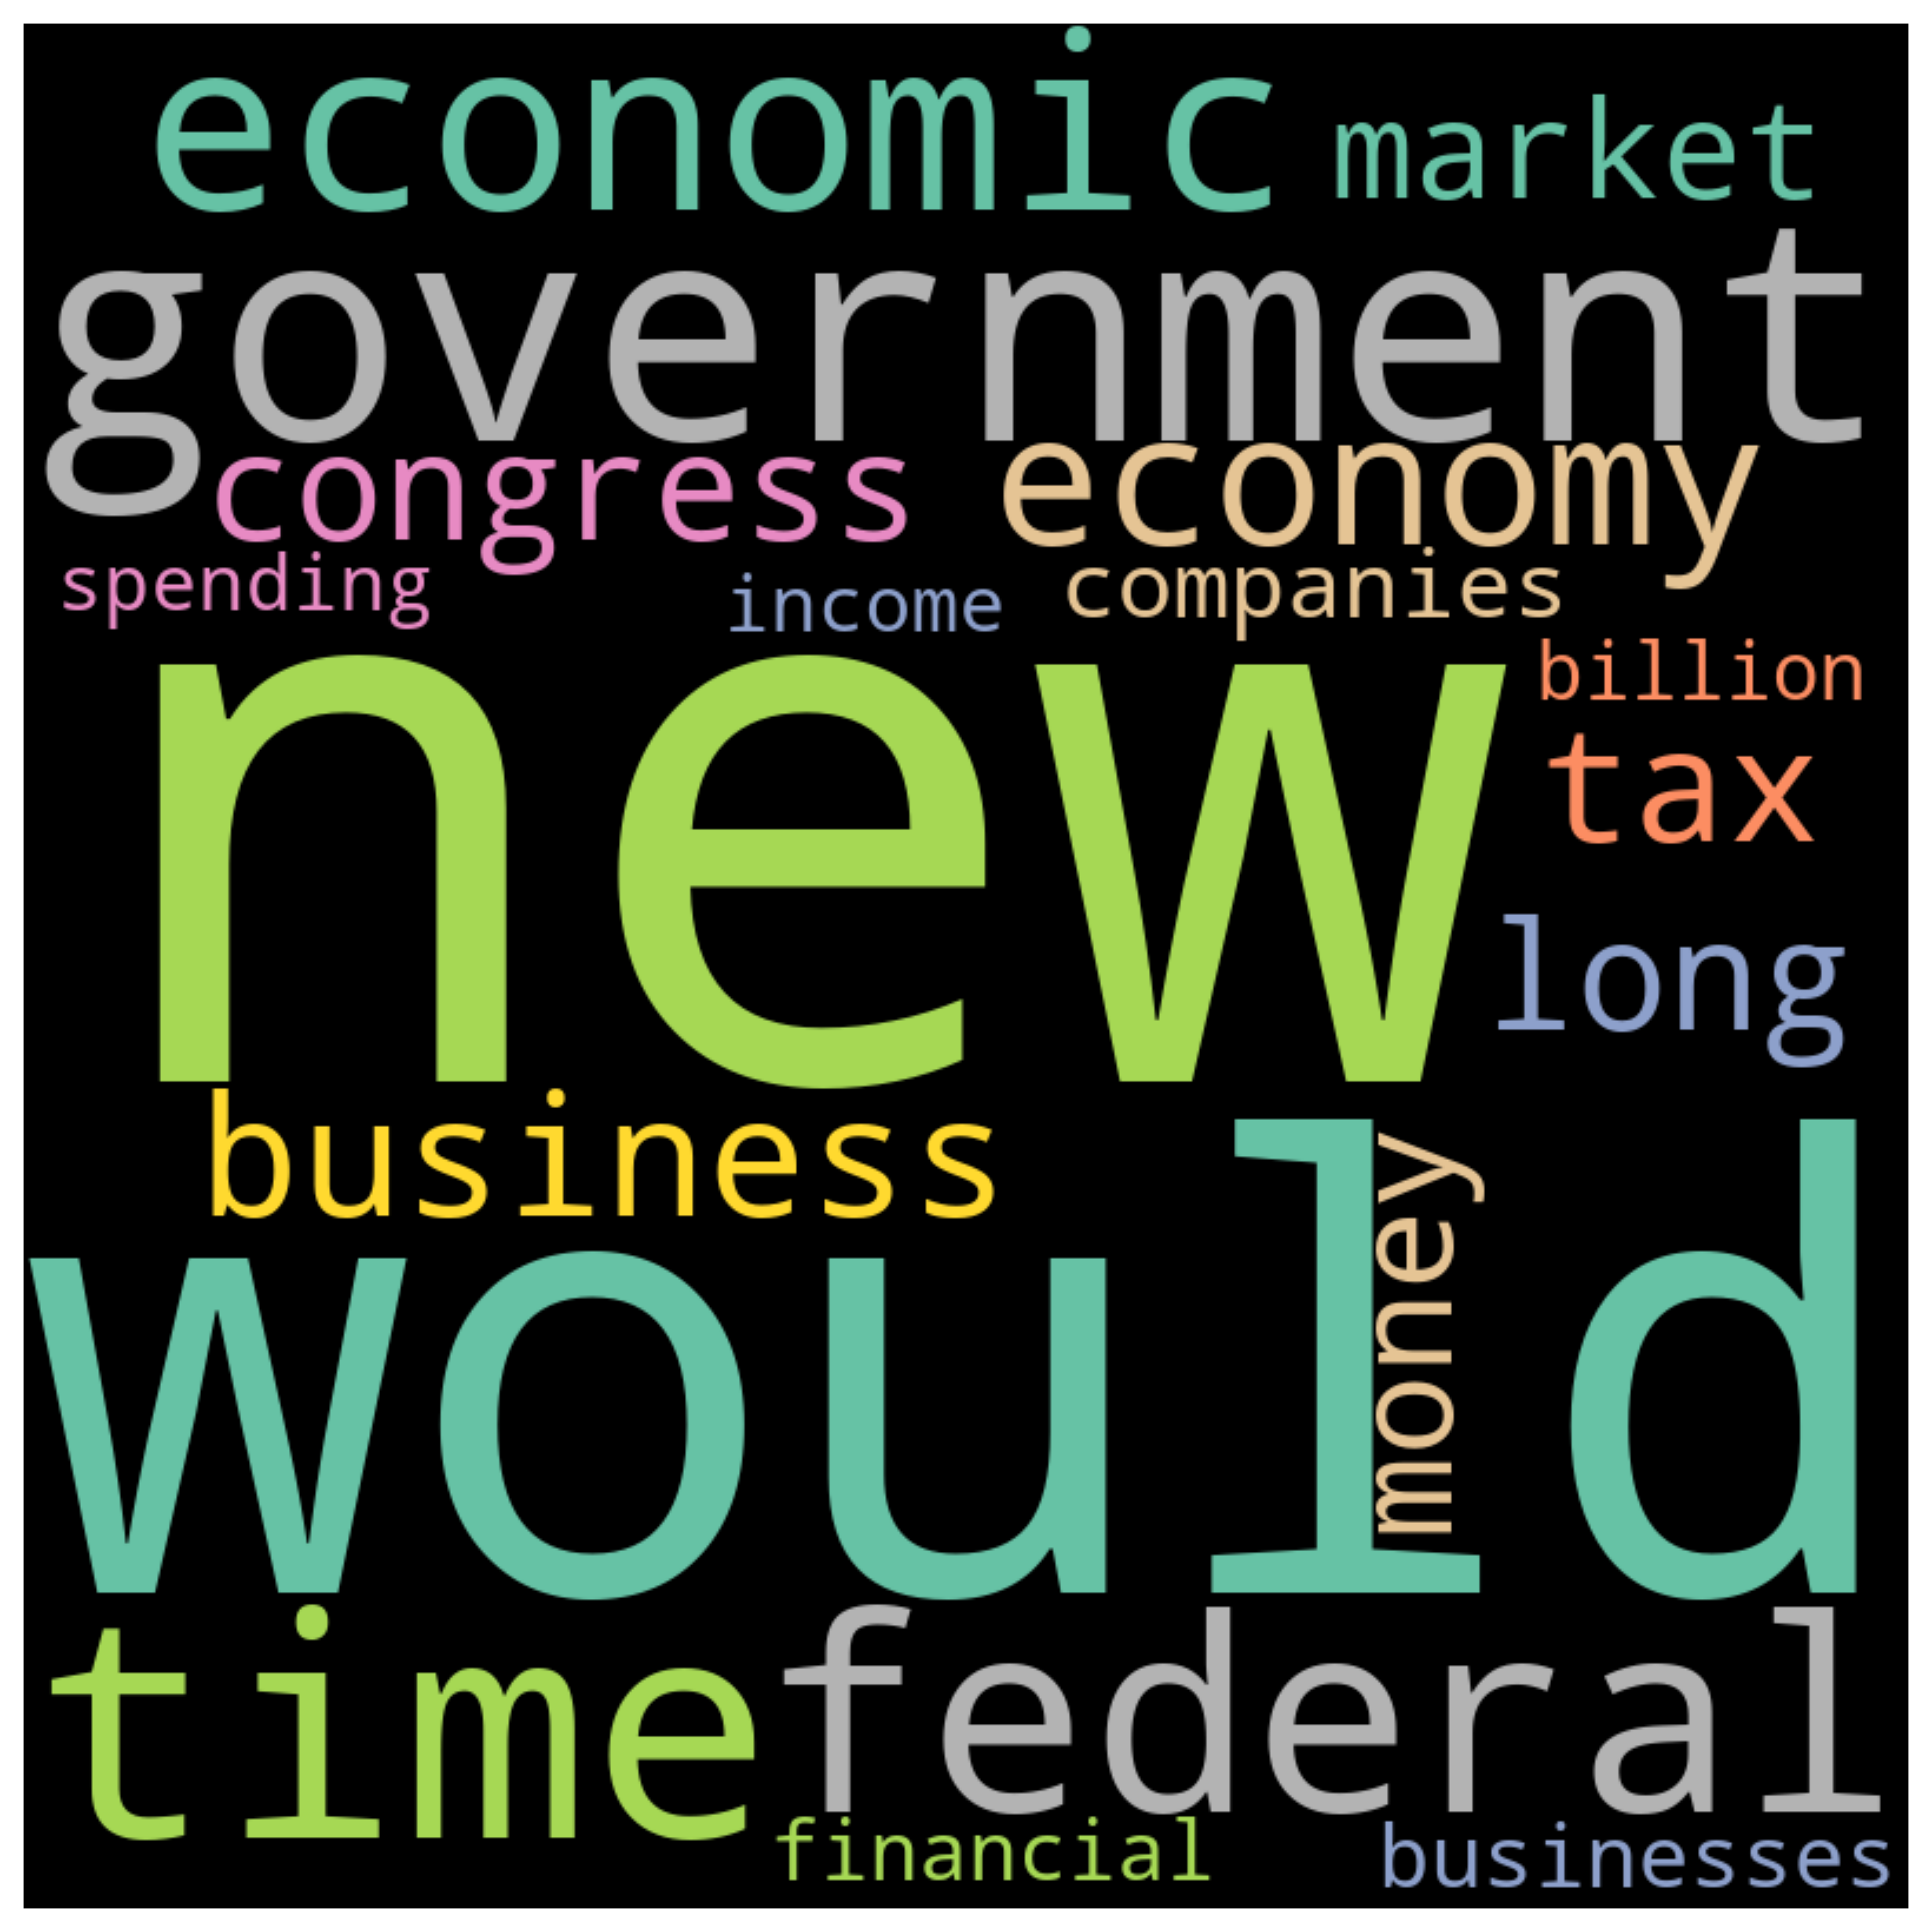 economic market
government
congress economy
spending income companies
billion
new
tax
long
business
money
would
time federal
financial businesses